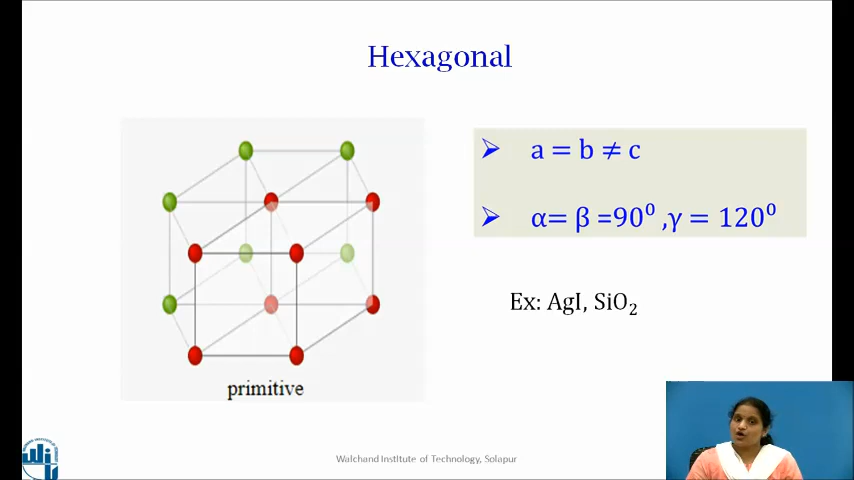 Hexagonal
➢ a = b ≠ c
➢ α= β =90⁰ ,γ = 120⁰
Ex: AgI, SiO₂
primitive
Walchand Institute of Technology, Solapur